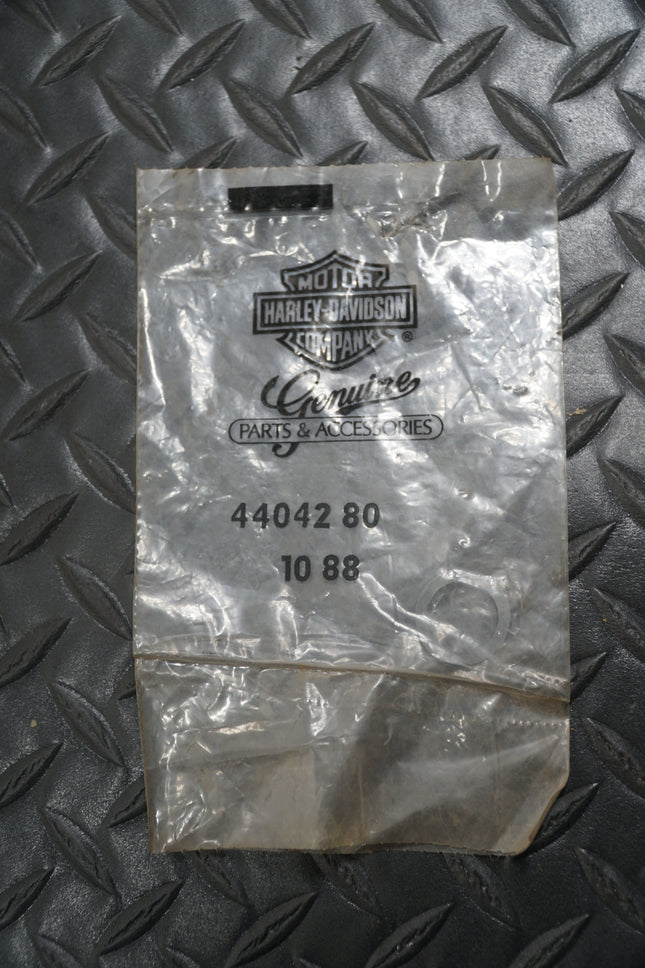 MOTOR
HARLEY-DAVIDSON
COMPANY
®
Genuine
PARTS & ACCESSORIES
44042 80
10 88